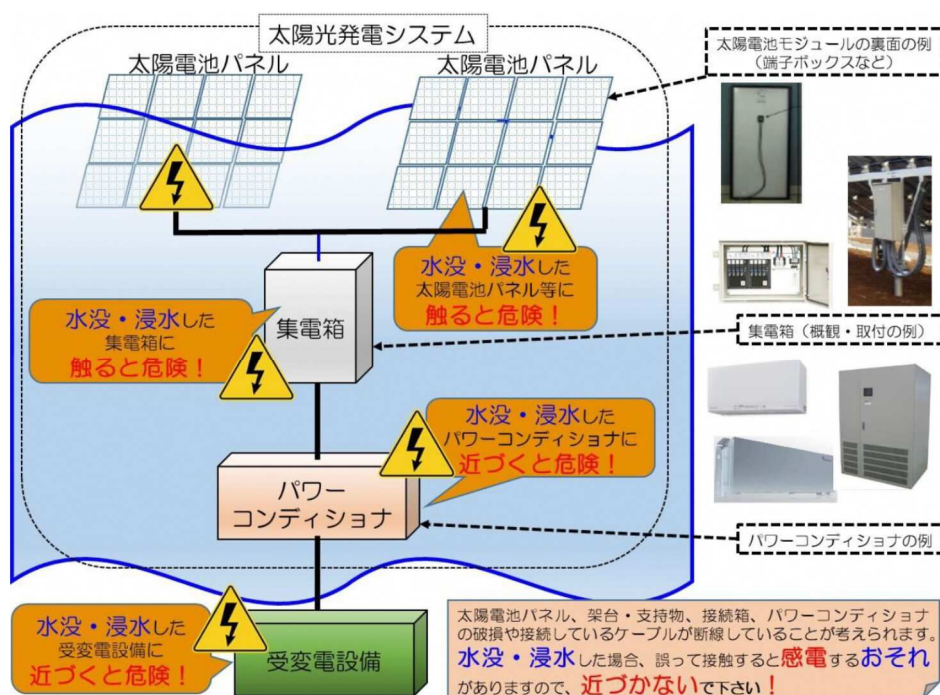 太陽光発電システム
太陽電池パネル
太陽電池パネル
太陽電池モジュールの裏面の例
（端子ボックスなど）
水没・浸水した
太陽電池パネル等に
触ると危険！
水没・浸水した
集電箱に
触ると危険！
集電箱
集電箱（概観・取付の例）
水没・浸水した
パワーコンディショナに
近づくと危険！
パワー
コンディショナ
パワーコンディショナの例
水没・浸水した
受変電設備に
近づくと危険！
受変電設備
太陽電池パネル、架台・支持物、接続箱、パワーコンディショナ
の破損や接続しているケーブルが断線していることが考えられます。
水没・浸水した場合、誤って接触すると感電するおそれ
がありますので、近づかないで下さい！